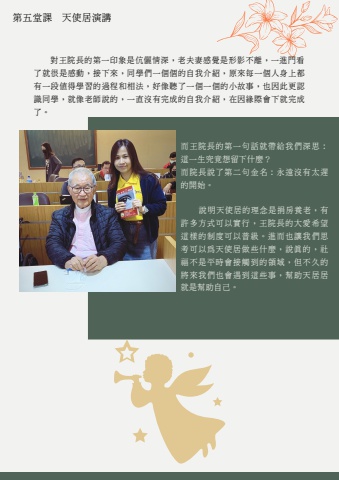 第五堂課　天使居演講
對王院長的第一印象是伉儷情深，老夫妻感覺是形影不離，一進門看
了就很感動，接下來，同學們一個個的自我介紹，原來每一個人身上都
有一段值得學習的過程和想法，好像聽了一個一個的小故事，也因此更認
識同學，就像老師說的，一直沒有完成的自我介紹，在因緣際會下就完成
了。
而王院長的第一句話就帶給我們深思：
這一生究竟想留下什麼？
而院長說了第二句金名：永遠沒有太遲
的開始。
說明天使居的理念是捐房養老，有
許多方式可以實行、王院長的大愛希望
這樣的制度可以普級、進而也讓我們思
考可以為天使居做些什麼，說真的，社
福不是平時會接觸到的領域，但不久的
將來我們也會遇到這些事，幫助天居居
就是幫助自己。